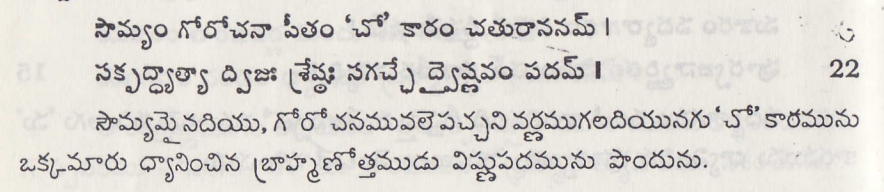 సౌమ్యం గోరోచనా పీతం ‘చో’ కారం చతురాననమ్ ।
సకృద్ధ్యాత్యా ద్విజః శ్రేష్ఠః సగచ్ఛే ద్వైష్ణవం పదమ్ । 22
సౌమ్యమైనదియు, గోరోచనమువలె పచ్చని వర్ణముగలదియునగు ‘చో’ కారమును
ఒక్కమారు ధ్యానించిన బ్రాహ్మణోత్తముడు విష్ణుపదమును పొందును.